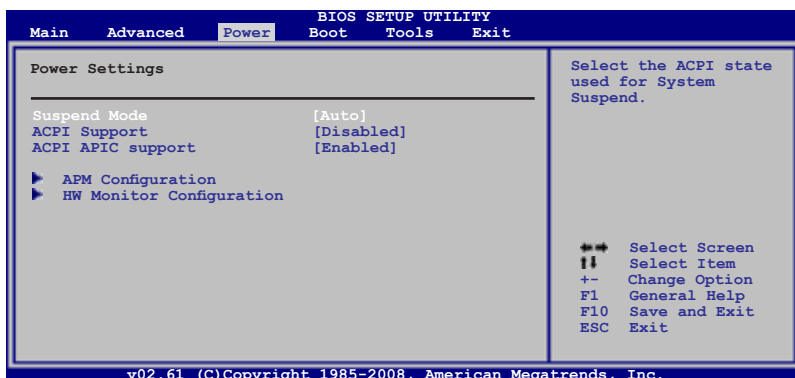 BIOS SETUP UTILITY
Main Advanced Power Boot Tools Exit
Power Settings
Suspend Mode [Auto]
ACPI Support [Disabled]
ACPI APIC support [Enabled]
APM Configuration
HW Monitor Configuration
Select the ACPI state
used for System
Suspend.
Select Screen
Select Item
+- Change Option
F1 General Help
F10 Save and Exit
ESC Exit
v02.61 (C)Copyright 1985-2008, American Megatrends, Inc.